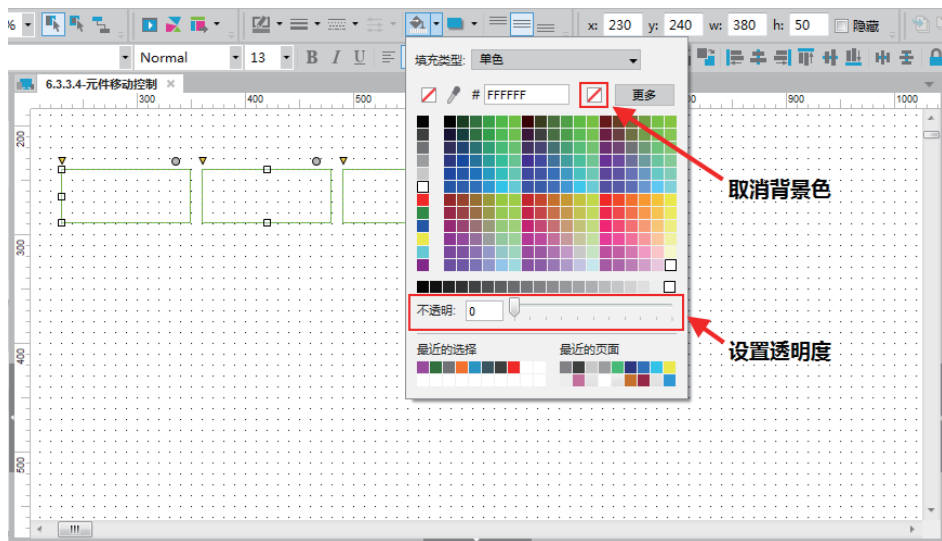 % x: 230 y: 240 w: 380 h: 50 隐藏
Normal 13 B I U
6.3.3.4-元件移动控制
300 400 500 900 1000
填充类型: 单色
# FFFFFF 更多
取消背景色
200
300
不透明: 0
设置透明度
最近的选择 最近的页面
400
500